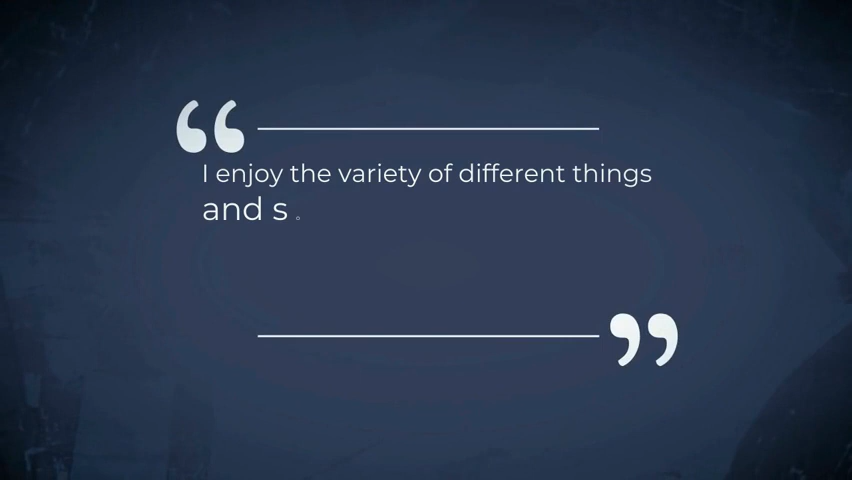 I enjoy the variety of different things
and s